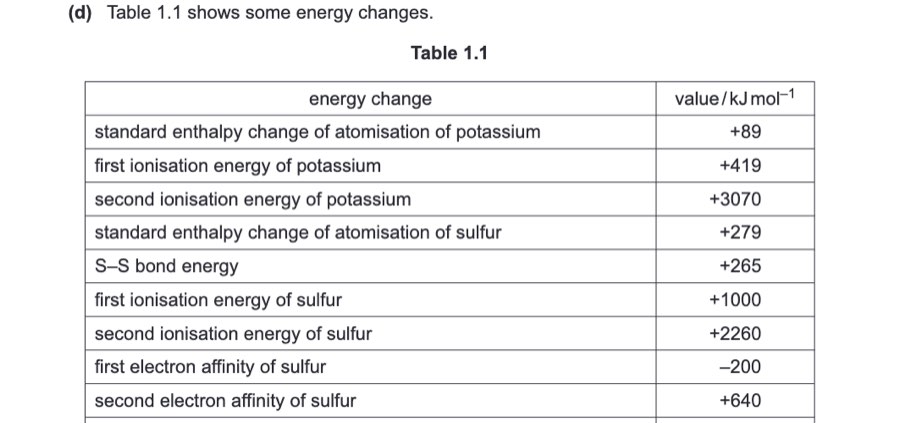 (d) Table 1.1 shows some energy changes.
Table 1.1
energy change value / kJ mol⁻¹
standard enthalpy change of atomisation of potassium +89
first ionisation energy of potassium +419
second ionisation energy of potassium +3070
standard enthalpy change of atomisation of sulfur +279
S–S bond energy +265
first ionisation energy of sulfur +1000
second ionisation energy of sulfur +2260
first electron affinity of sulfur –200
second electron affinity of sulfur +640